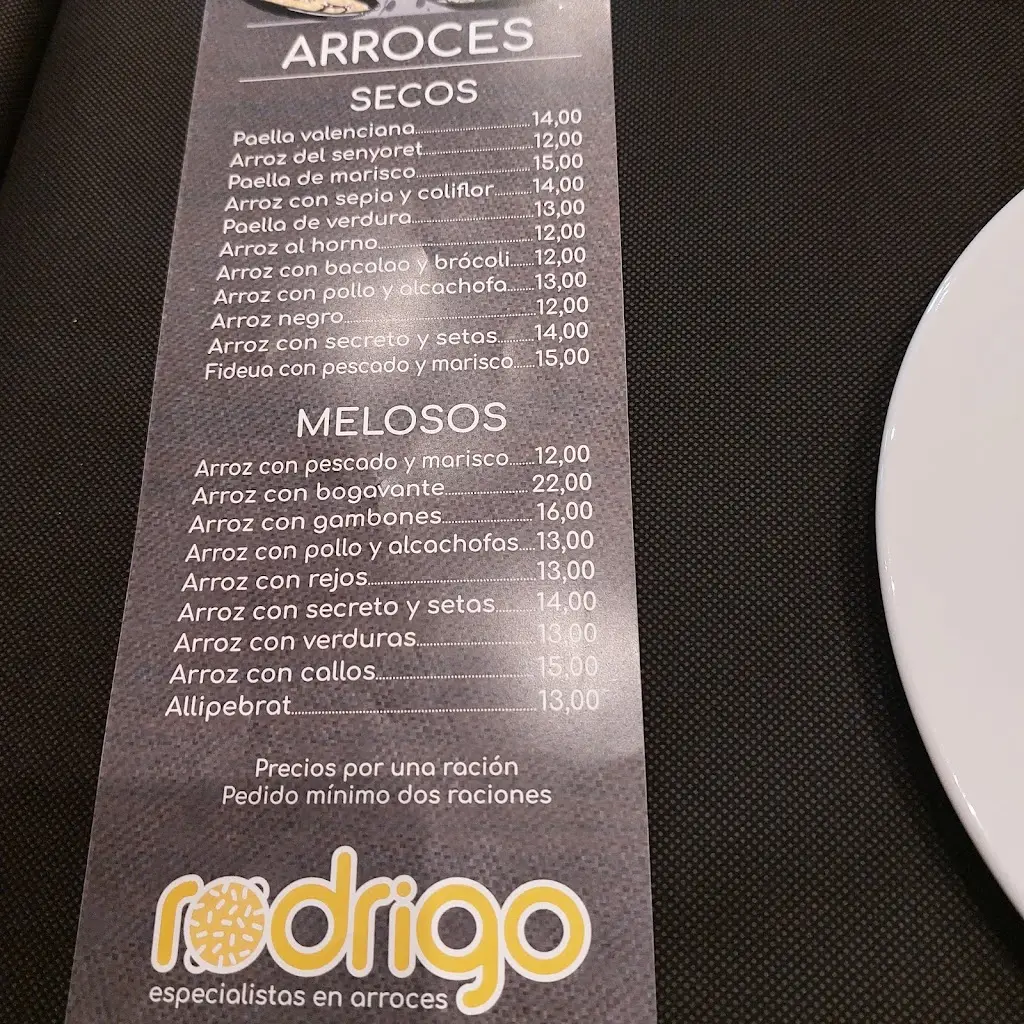 ARROCES
SECOS
Paella valenciana 14,00
Arroz del senyoret 12,00
Paella de marisco 15,00
Arroz con sepia y coliflor 14,00
Paella de verdura 13,00
Arroz al horno 12,00
Arroz con bacalao y brócoli 12,00
Arroz con pollo y alcachofa 13,00
Arroz negro 12,00
Arroz con secreto y setas 14,00
Fideua con pescado y marisco 15,00
MELOSOS
Arroz con pescado y marisco 12,00
Arroz con bogavante 22,00
Arroz con gambones 16,00
Arroz con pollo y alcachofas 13,00
Arroz con rejos 13,00
Arroz con secreto y setas 14,00
Arroz con verduras 13,00
Arroz con callos 15,00
Allipebrat 13,00
Precios por una ración
Pedido mínimo dos raciones
rodrigo
especialistas en arroces